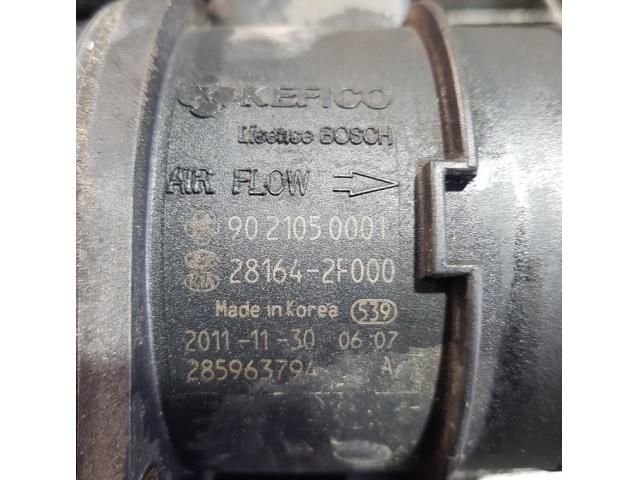 KEFICO
licence BOSCH
AIR FLOW
90 2105 0001
KIA 28164-2F000
Made in Korea 539
2011-11-30 06:07
285963794 A